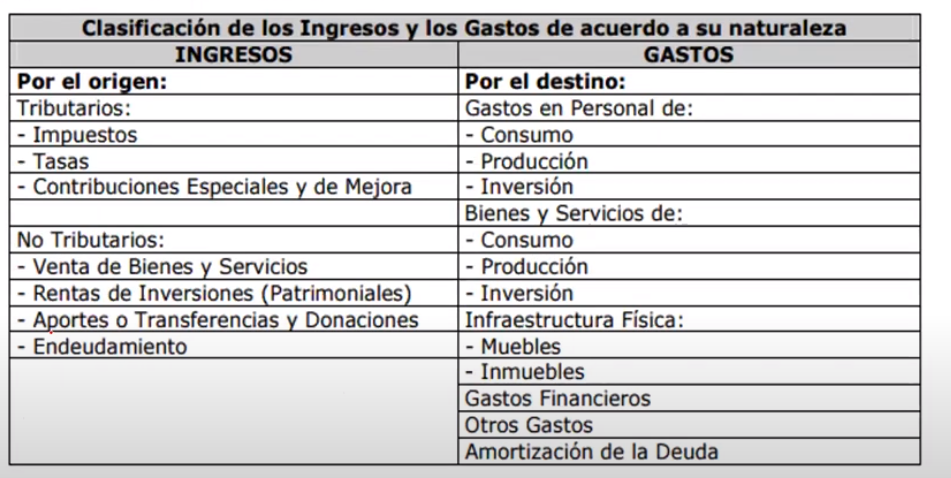 Clasificación de los Ingresos y los Gastos de acuerdo a su naturaleza
INGRESOS
GASTOS
Por el origen:
Por el destino:
Tributarios:
Gastos en Personal de:
- Impuestos
- Consumo
- Tasas
- Producción
- Contribuciones Especiales y de Mejora
- Inversión
Bienes y Servicios de:
No Tributarios:
- Consumo
- Venta de Bienes y Servicios
- Producción
- Rentas de Inversiones (Patrimoniales)
- Inversión
- Aportes o Transferencias y Donaciones
Infraestructura Física:
- Endeudamiento
- Muebles
- Inmuebles
Gastos Financieros
Otros Gastos
Amortización de la Deuda